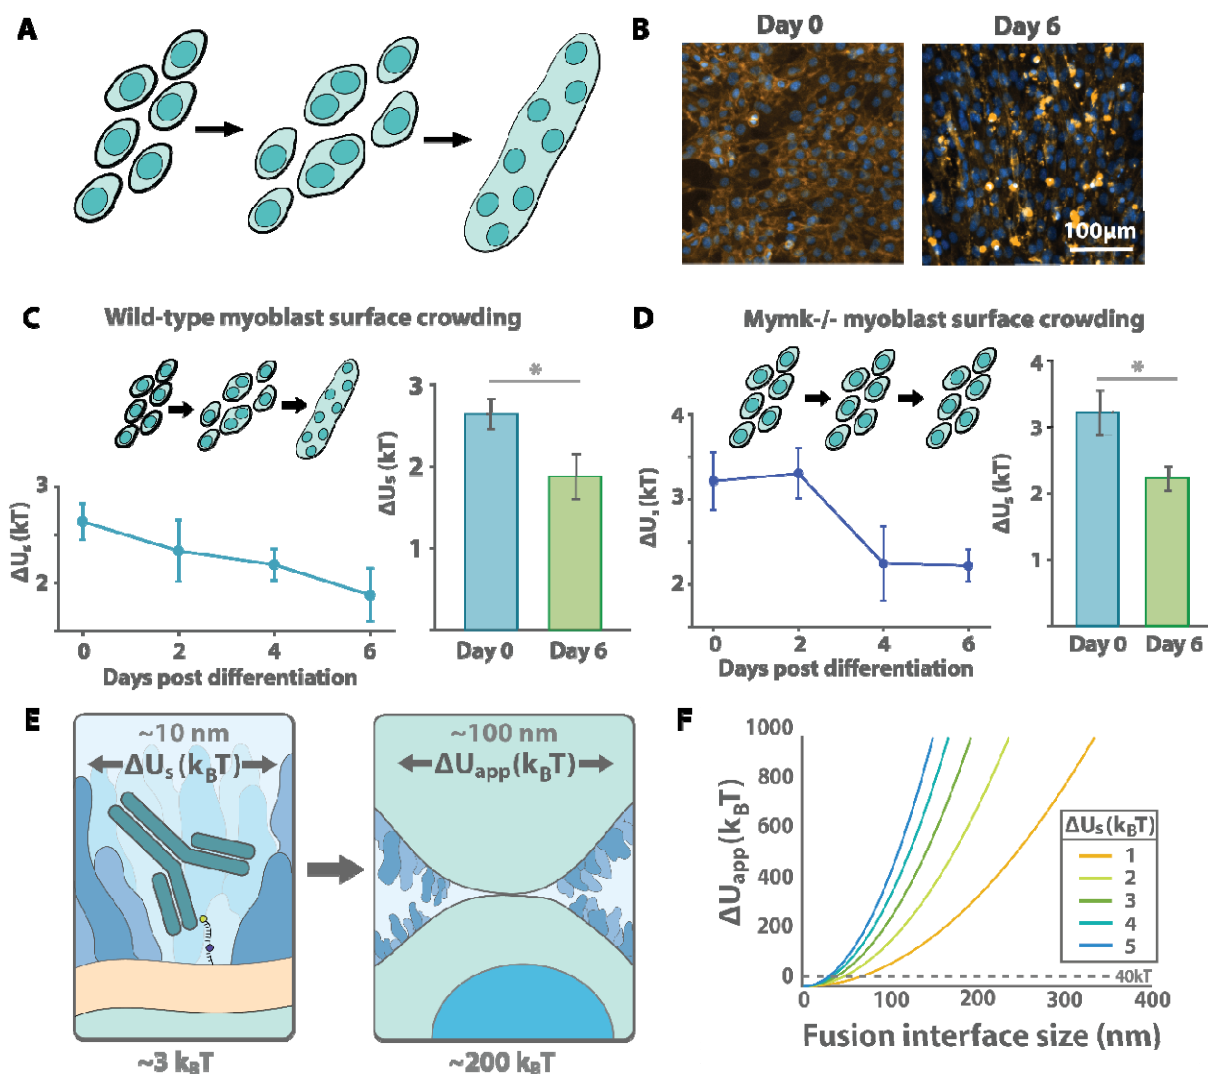 A
B
Day 0
Day 6
100μm
C
Wild-type myoblast surface crowding
3
2
ΔUs (kT)
0
2
4
6
Days post differentiation
3
2
1
ΔUs (kT)
*
Day 0
Day 6
D
Mymk-/- myoblast surface crowding
4
3
2
ΔUs (kT)
0
2
4
6
Days post differentiation
4
3
2
1
ΔUs (kT)
*
Day 0
Day 6
E
~10 nm
ΔUs (kBT)
~3 kBT
~100 nm
ΔUapp (kBT)
~200 kBT
F
1000
800
600
400
200
0
ΔUapp (kBT)
ΔUs (kBT)
1
2
3
4
5
40kT
0
100
200
300
400
Fusion interface size (nm)